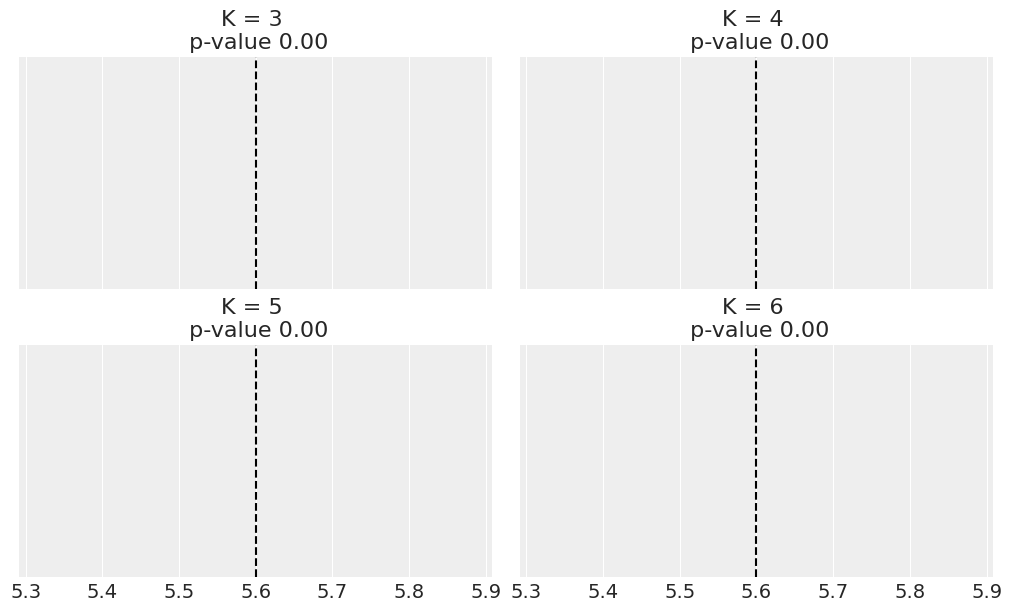 K = 3
p-value 0.00
K = 4
p-value 0.00
K = 5
p-value 0.00
K = 6
p-value 0.00
5.3 5.4 5.5 5.6 5.7 5.8 5.9
5.3 5.4 5.5 5.6 5.7 5.8 5.9